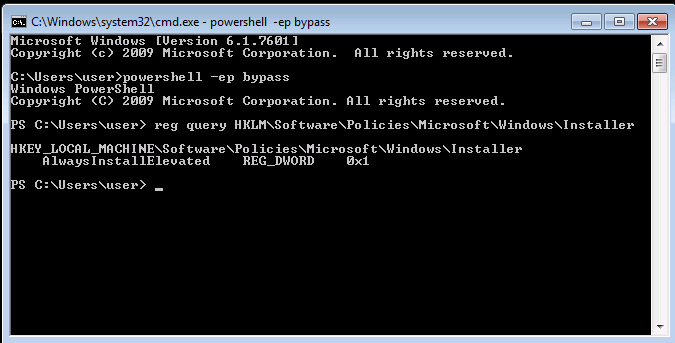 C:\Windows\system32\cmd.exe - powershell -ep bypass
Microsoft Windows [Version 6.1.7601]
Copyright (c) 2009 Microsoft Corporation.  All rights reserved.
C:\Users\user>powershell -ep bypass
Windows PowerShell
Copyright (C) 2009 Microsoft Corporation. All rights reserved.
PS C:\Users\user> reg query HKLM\Software\Policies\Microsoft\Windows\Installer
HKEY_LOCAL_MACHINE\Software\Policies\Microsoft\Windows\Installer
    AlwaysInstallElevated    REG_DWORD    0x1
PS C:\Users\user> _